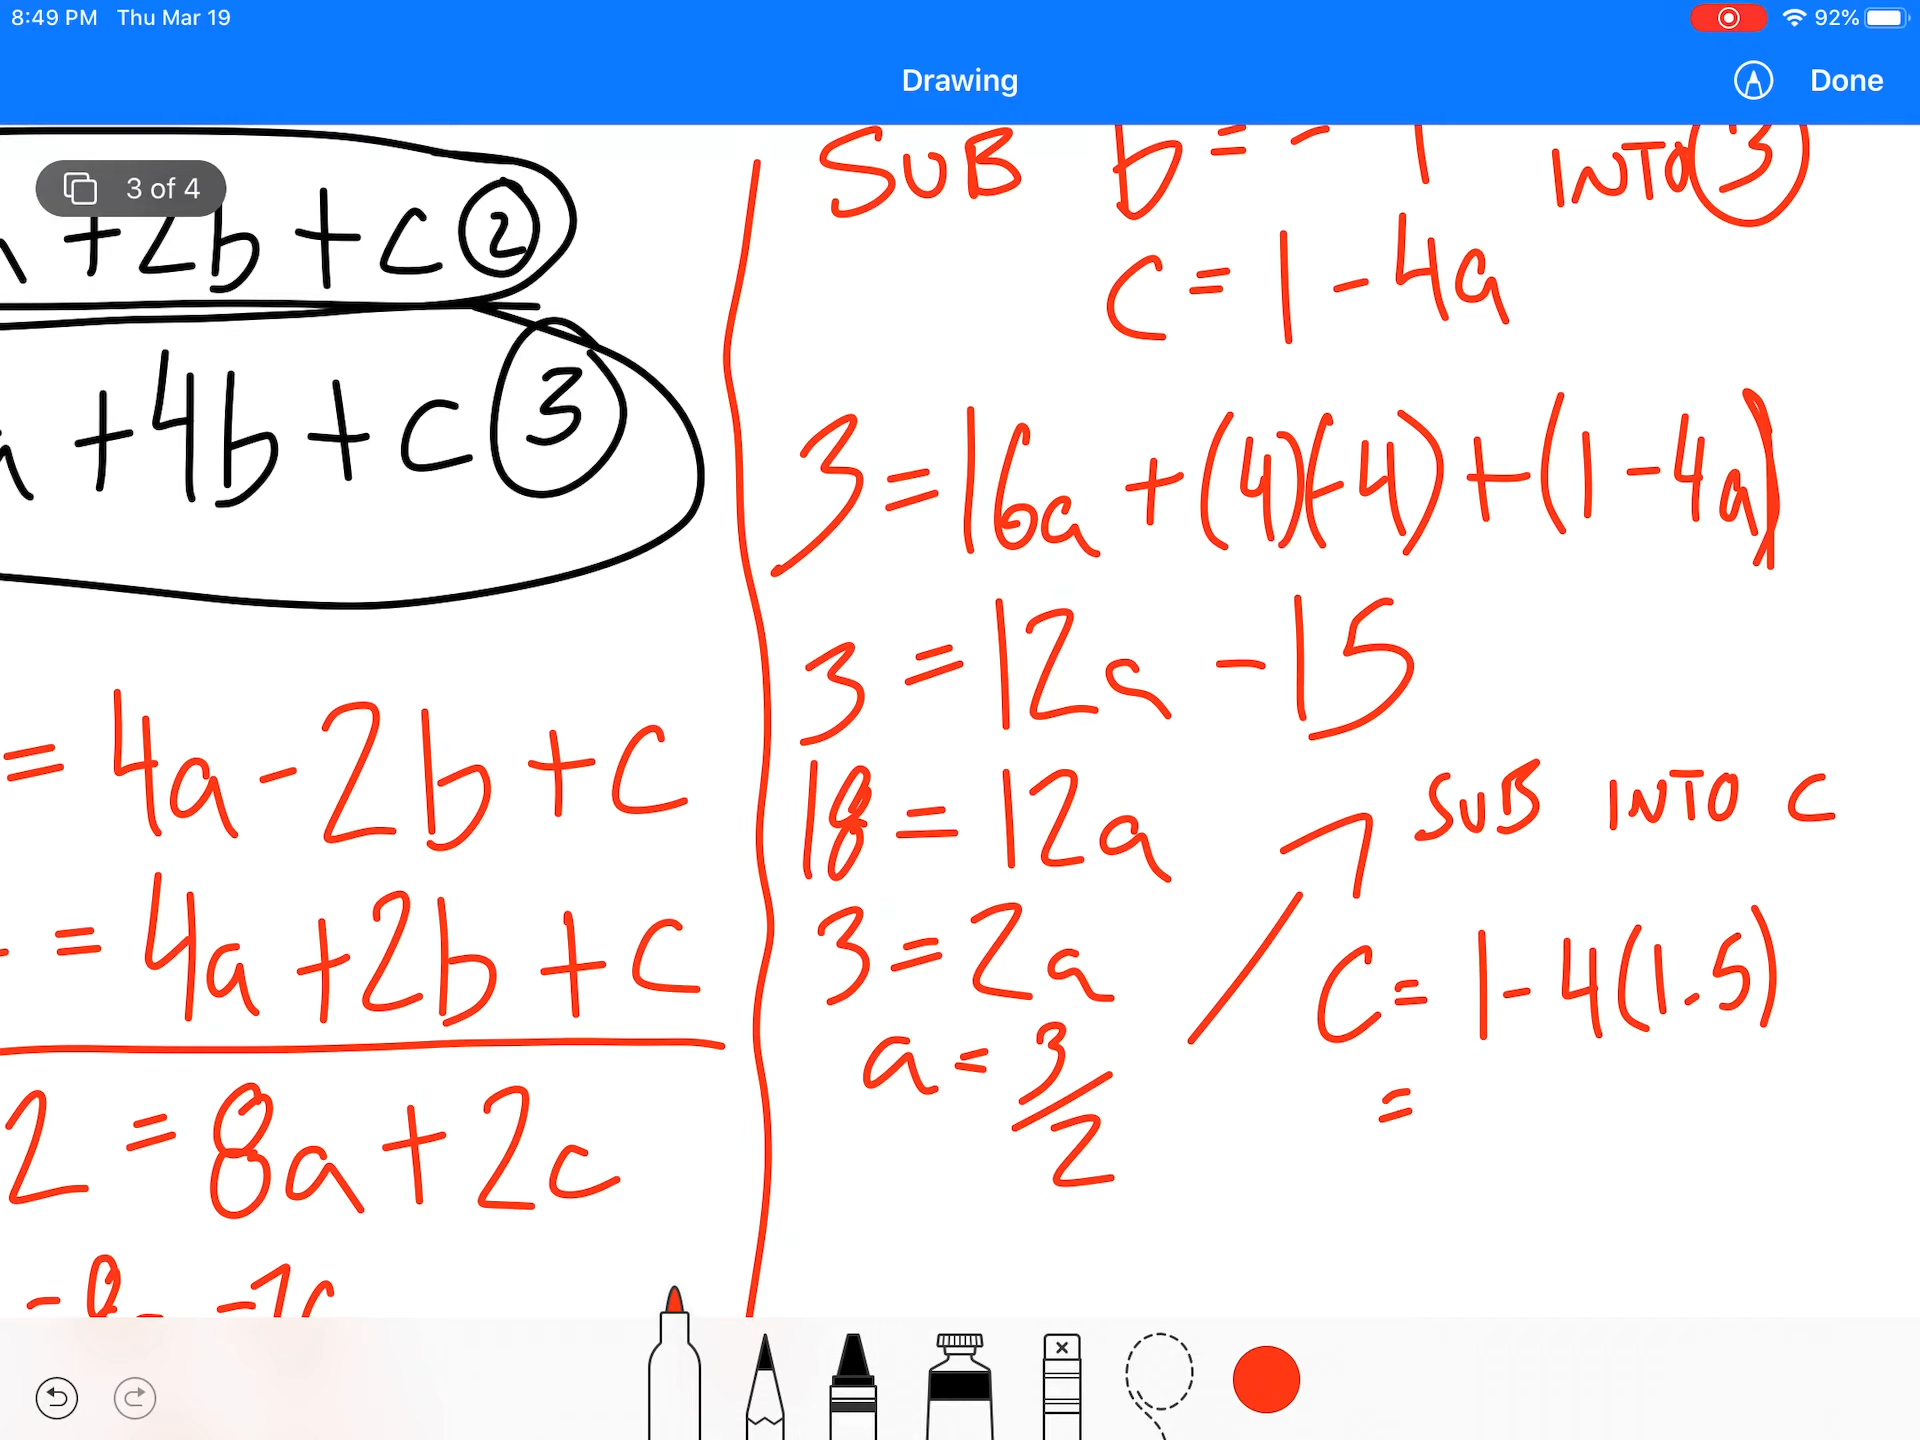 8:49 PM Thu Mar 19
92%
Drawing
Done
3 of 4
+2b+c ②
+4b+c ③
= 4a-2b+c
= 4a+2b+c
2 = 8a+2c
SUB b = - INTO ③
c = 1-4a
3 = 16a + (4)(-4) + (1-4a)
3 = 12a - 15
18 = 12a
3 = 2a
a = 3/2
SUB INTO C
C = 1-4(1.5)
=